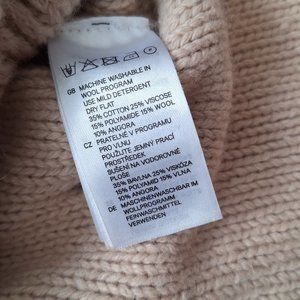 GB MACHINE WASHABLE IN
WOOL PROGRAM
USE MILD DETERGENT
DRY FLAT
35% COTTON 25% VISCOSE
15% POLYAMIDE 15% WOOL
10% ANGORA
CZ PRATELNÉ V PROGRAMU
PRO VLNU
POUŽIJTE JEMNÝ PRACÍ
PROSTŘEDEK
SUŠENÍ NA VODOROVNÉ
PLOŠE
35% BAVLNA 25% VISKÓZA
15% POLYAMID 15% VLNA
10% ANGORA
DE MASCHINENWASCHBAR IM
WOLLPROGRAMM
FEINWASCHMITTEL
VERWENDEN